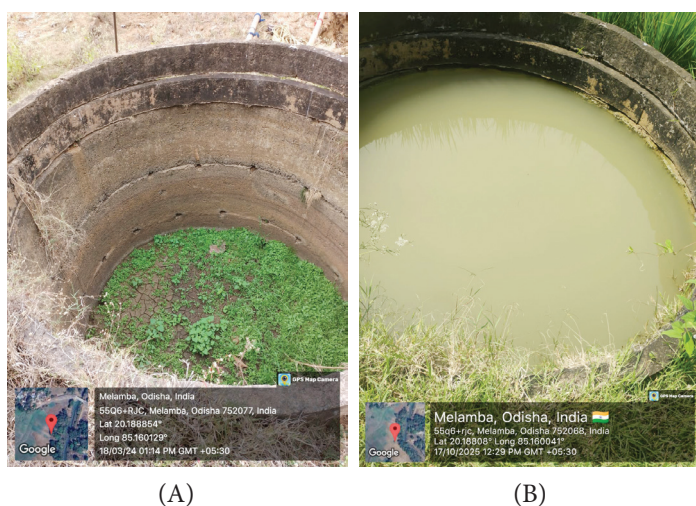 GPS Map Camera
Melamba, Odisha, India
55Q6+RJC, Melamba, Odisha 752077, India
Lat 20.188854°
Long 85.160129°
18/03/24 01:14 PM GMT +05:30
Google
GPS Map Camera
Melamba, Odisha, India
55q6+rjc, Melamba, Odisha 752068, India
Lat 20.18808° Long 85.160041°
17/10/2025 12:29 PM GMT +05:30
Google
(A)
(B)